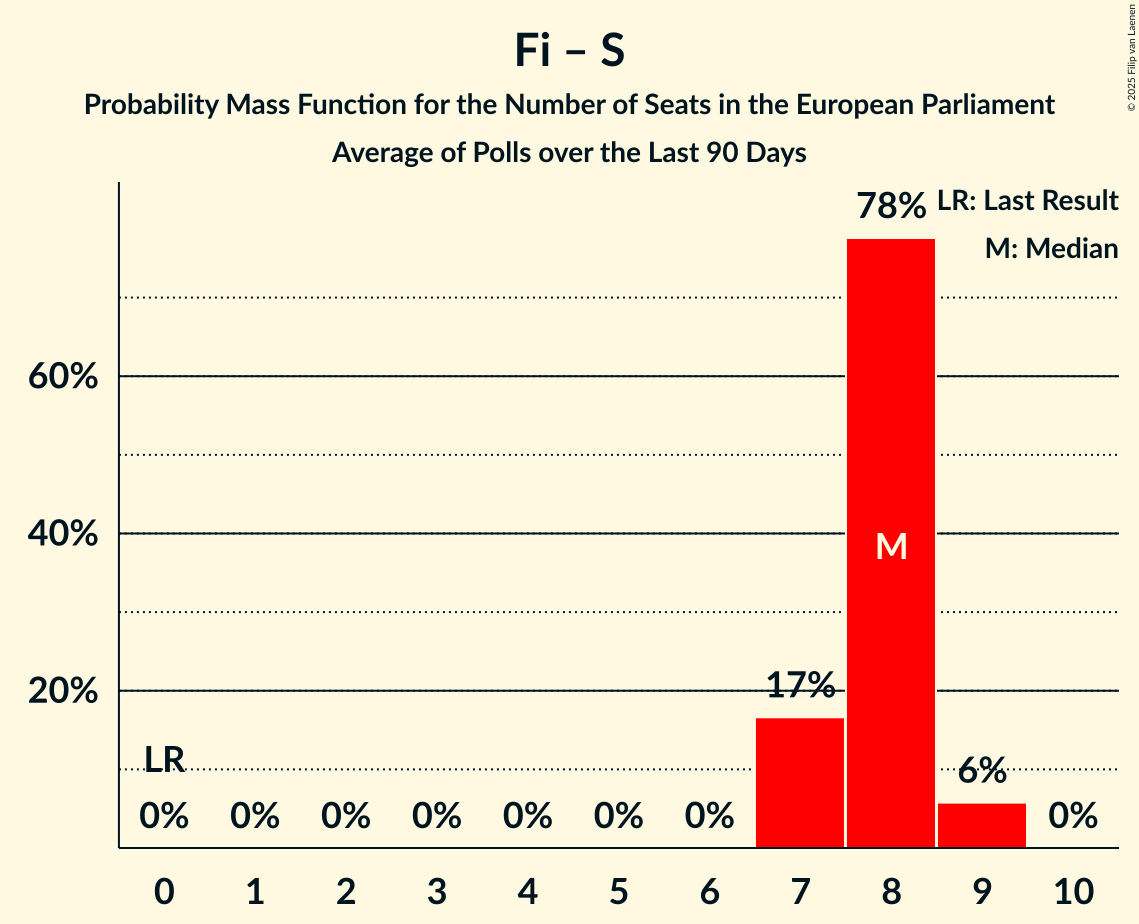 Fi – S
Probability Mass Function for the Number of Seats in the European Parliament
Average of Polls over the Last 90 Days
© 2025 Filip van Laenen
LR: Last Result
M: Median
60%
40%
20%
LR
0%
0%
0%
0%
0%
0%
0%
17%
78%
M
6%
0%
0 1 2 3 4 5 6 7 8 9 10